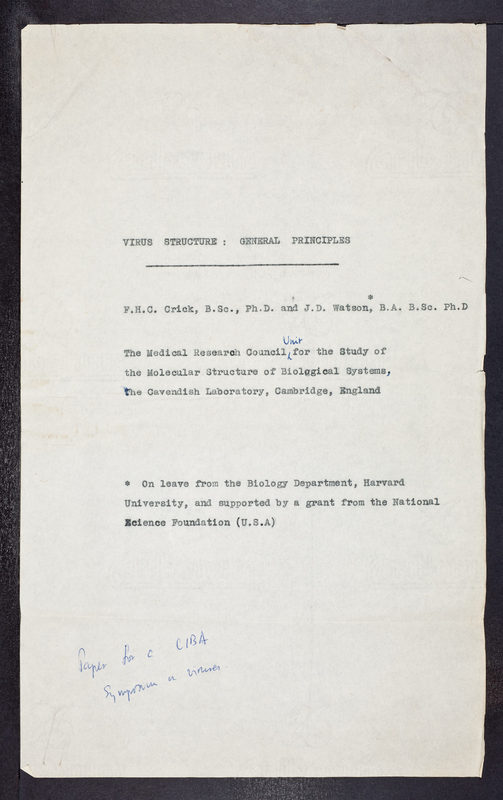 VIRUS STRUCTURE : GENERAL PRINCIPLES
F.H.C. Crick, B.Sc., Ph.D. and J.D. Watson,* B.A. B.Sc. Ph.D
Unit
The Medical Research Council for the Study of
the Molecular Structure of Biological Systems,
The Cavendish Laboratory, Cambridge, England
* On leave from the Biology Department, Harvard
University, and supported by a grant from the National
Science Foundation (U.S.A)
Paper for a CIBA
Symposium on viruses.